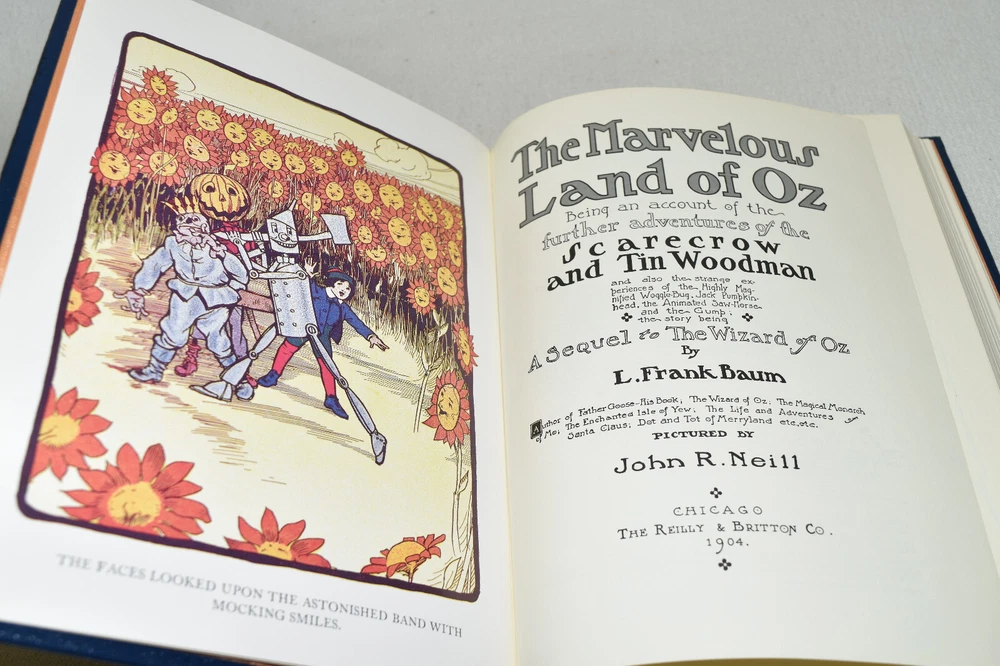 THE FACES LOOKED UPON THE ASTONISHED BAND WITH
MOCKING SMILES.
The Marvelous
Land of Oz
Being an account of the
further adventures of the
Scarecrow
and Tin Woodman
and also the strange ex-
periences of the Highly Mag-
nified Woggle-Bug, Jack Pumpkin-
head, the Animated Saw-Horse
and the Gump;
the story being
A Sequel to The Wizard of Oz
By
L. Frank Baum
Author of Father Goose-His Book; The Wizard of Oz; The Magical Monarch
of Mo; The Enchanted Isle of Yew; The Life and Adventures of
Santa Claus; Dot and Tot of Merryland etc. etc.
PICTURED BY
John R. Neill
CHICAGO
THE REILLY & BRITTON CO.
1904.